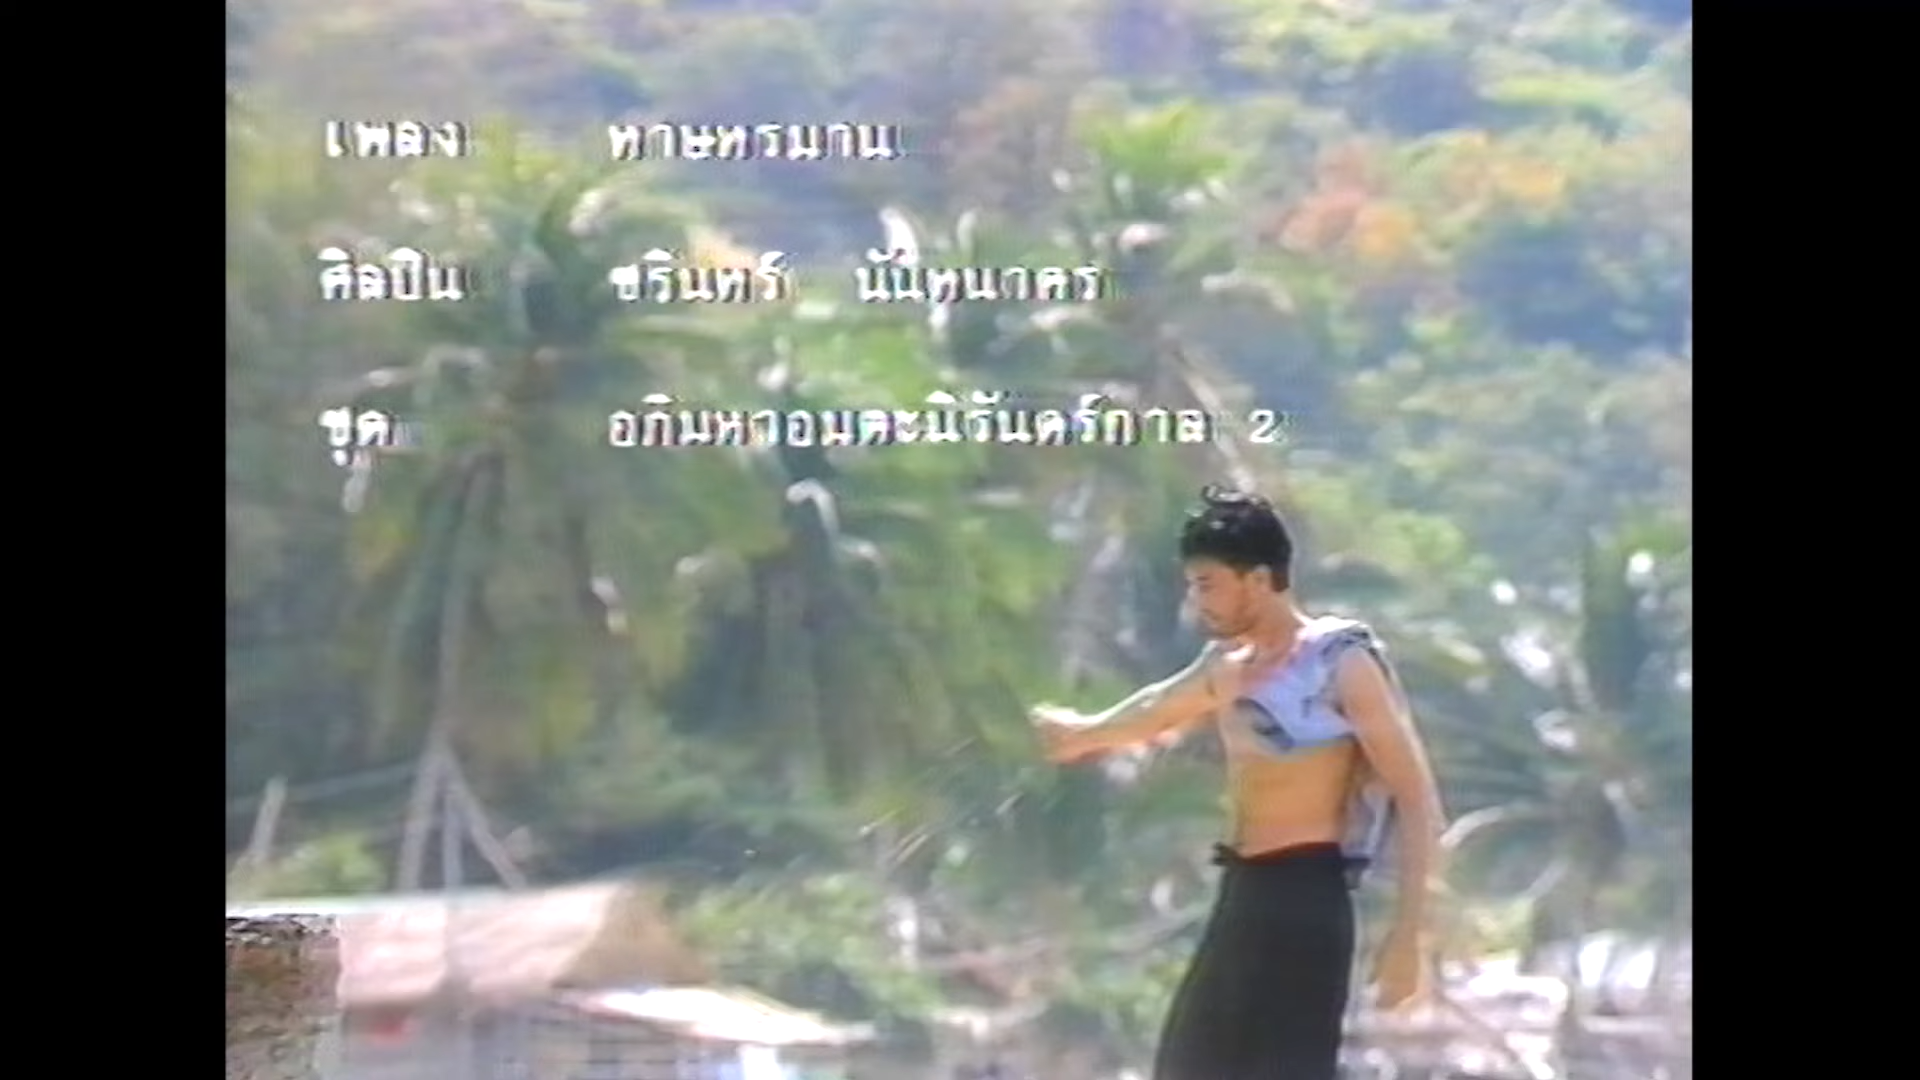 เพลง ทาษทรมาน
ศิลปิน ชรินทร์ นันทนาคร
ชุด อภิมหาอมตะนิรันดร์กาล 2